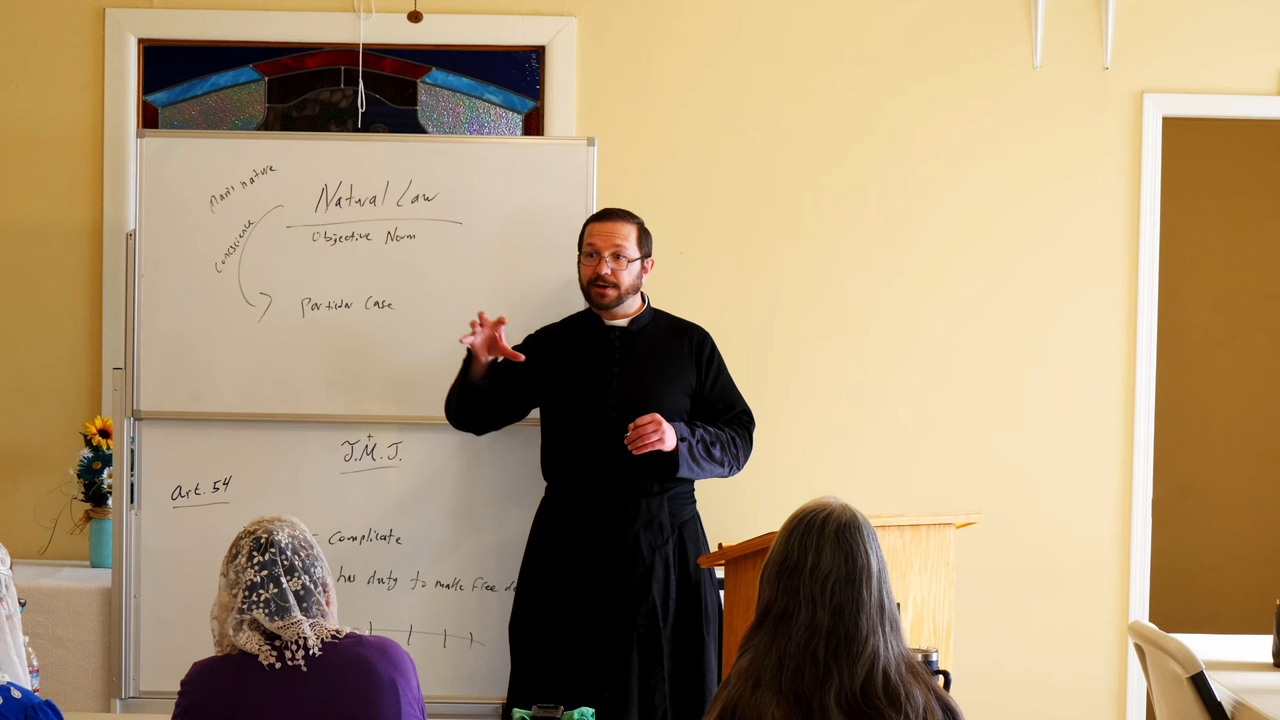 Man's nature
Natural Law
Conscience
Objective Norm
Particular Case
J.M.J.
Art. 54
Complicate
has duty to make free